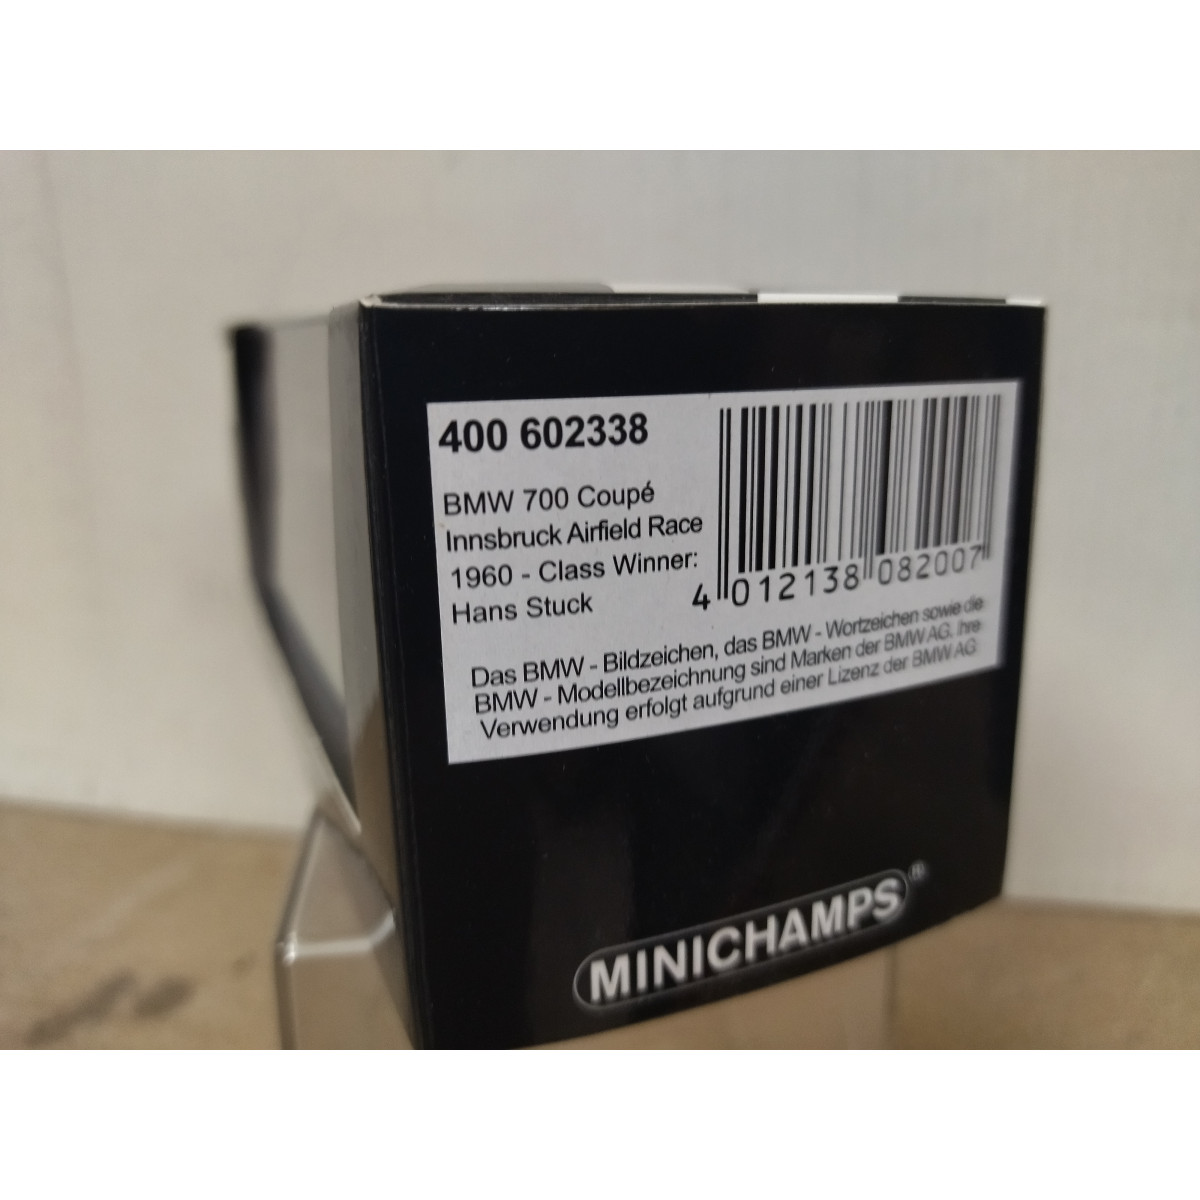 400 602338
BMW 700 Coupé
Innsbruck Airfield Race
1960 - Class Winner:
Hans Stuck
4 012138 082007
Das BMW - Bildzeichen, das BMW - Wortzeichen sowie die
BMW - Modellbezeichnung sind Marken der BMW AG. Ihre
Verwendung erfolgt aufgrund einer Lizenz der BMW AG.
MINICHAMPS®